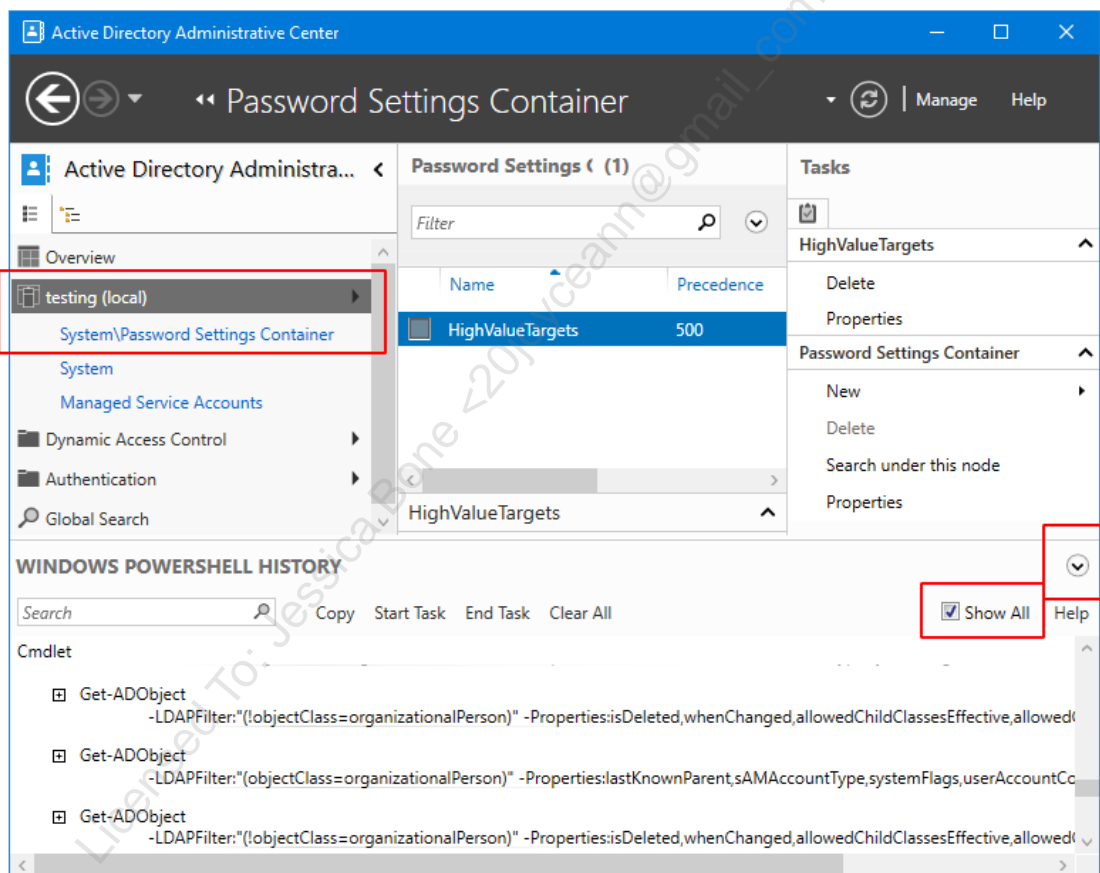 Active Directory Administrative Center
Password Settings Container
Manage Help
Active Directory Administra...
Overview
testing (local)
System\Password Settings Container
System
Managed Service Accounts
Dynamic Access Control
Authentication
Global Search
Password Settings ( (1)
Filter
Name Precedence
HighValueTargets 500
HighValueTargets
Tasks
HighValueTargets
Delete
Properties
Password Settings Container
New
Delete
Search under this node
Properties
WINDOWS POWERSHELL HISTORY
Search Copy Start Task End Task Clear All Show All Help
Cmdlet
Get-ADObject
-LDAPFilter:"(!objectClass=organizationalPerson)" -Properties:isDeleted,whenChanged,allowedChildClassesEffective,allowed
Get-ADObject
-LDAPFilter:"(objectClass=organizationalPerson)" -Properties:lastKnownParent,sAMAccountType,systemFlags,userAccountCo
Get-ADObject
-LDAPFilter:"(!objectClass=organizationalPerson)" -Properties:isDeleted,whenChanged,allowedChildClassesEffective,allowed
Licensed To: Jessica Bone <20joyceann@gmail_com